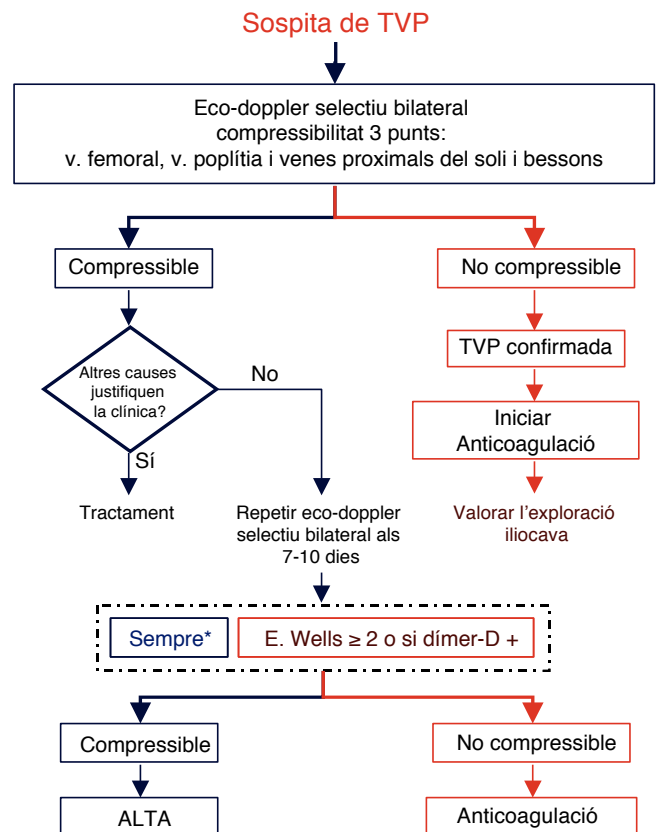 Sospita de TVP
Eco-doppler selectiu bilateral
compressibilitat 3 punts:
v. femoral, v. poplítia i venes proximals del soli i bessons
Compressible
No compressible
Altres causes
justifiquen
la clínica?
No
Sí
TVP confirmada
Iniciar
Anticoagulació
Tractament
Repetir eco-doppler
selectiu bilateral als
7-10 dies
Valorar l'exploració
iliocava
Sempre*
E. Wells ≥ 2 o si dímer-D +
Compressible
No compressible
ALTA
Anticoagulació